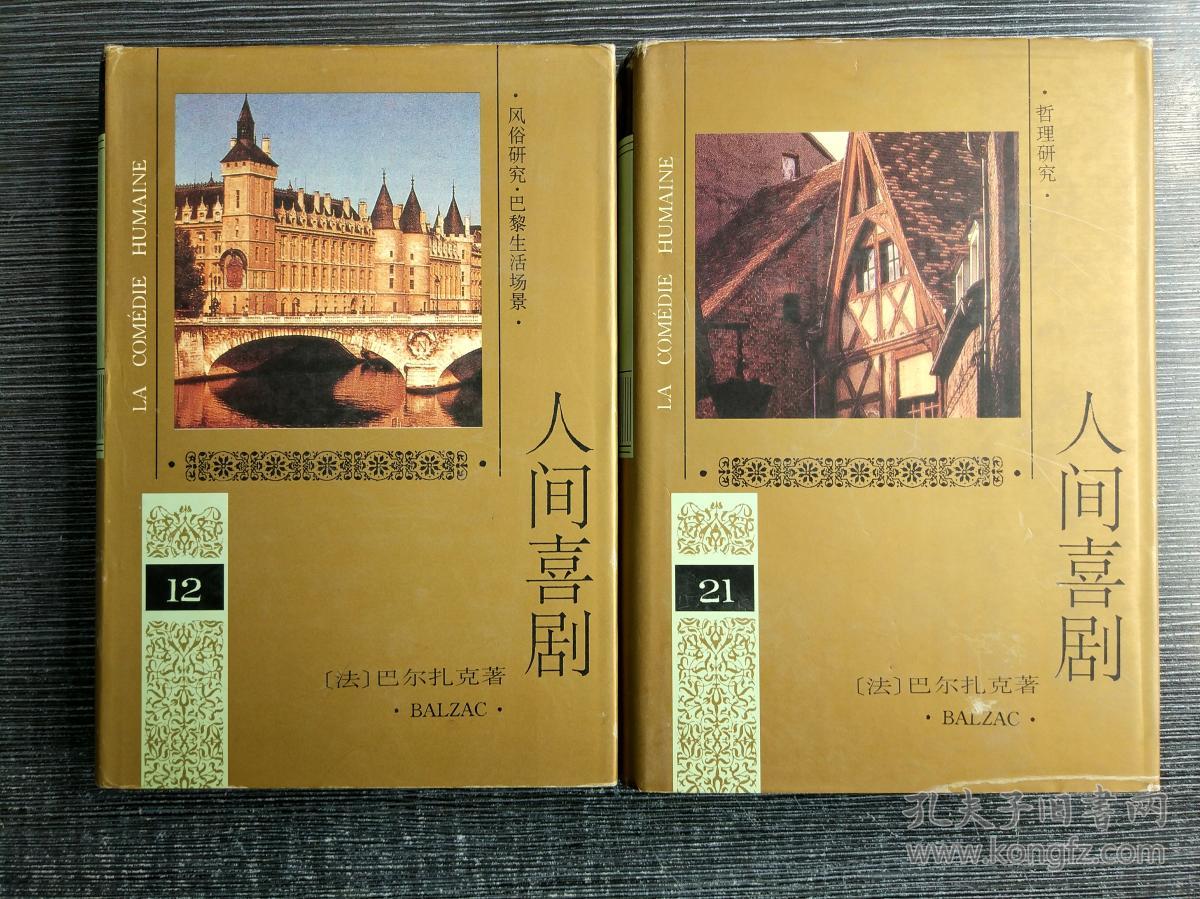 LA COMÉDIE HUMAINE
·风俗研究·巴黎生活场景·
人间喜剧
12
〔法〕巴尔扎克著
·BALZAC·
LA COMÉDIE HUMAINE
·哲理研究·
人间喜剧
21
〔法〕巴尔扎克著
·BALZAC·
孔夫子旧书网
www.kongfz.com